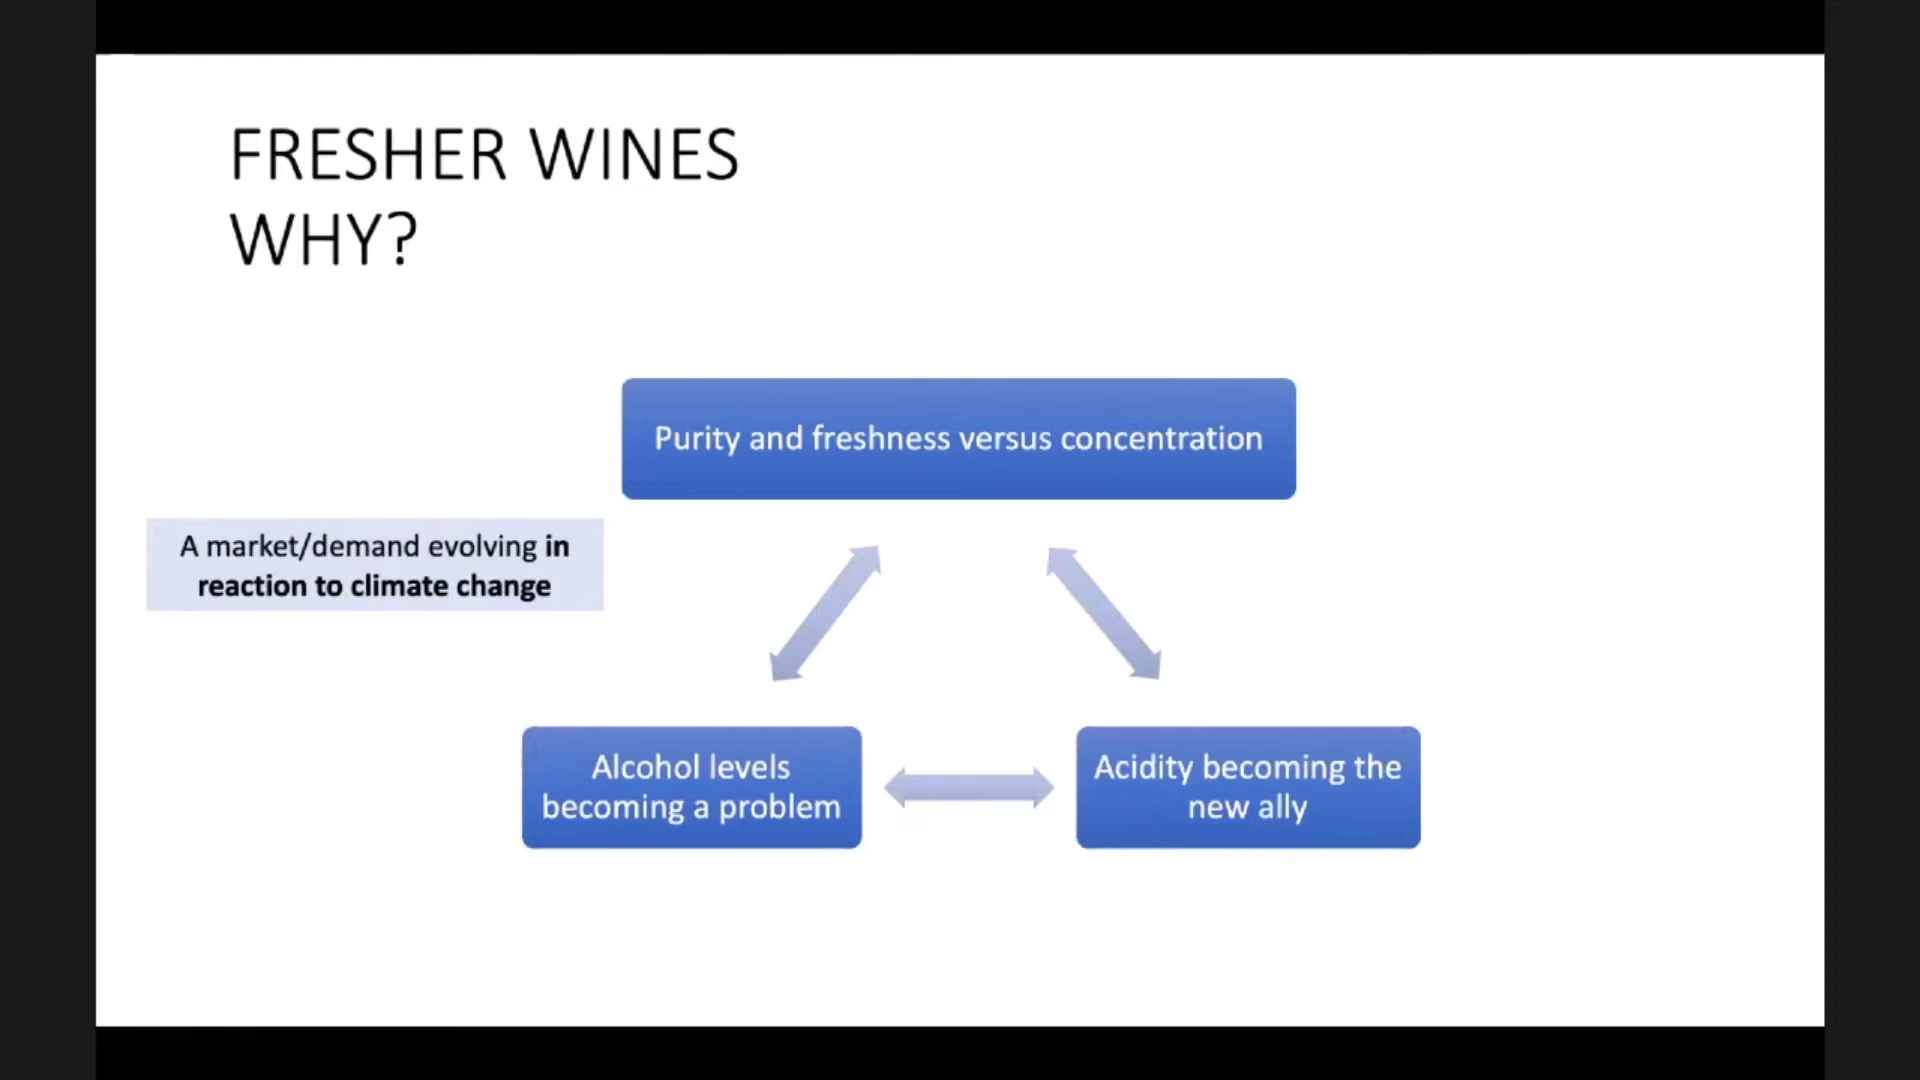 FRESHER WINES
WHY?
Purity and freshness versus concentration
A market/demand evolving in
reaction to climate change
Alcohol levels
becoming a problem
Acidity becoming the
new ally